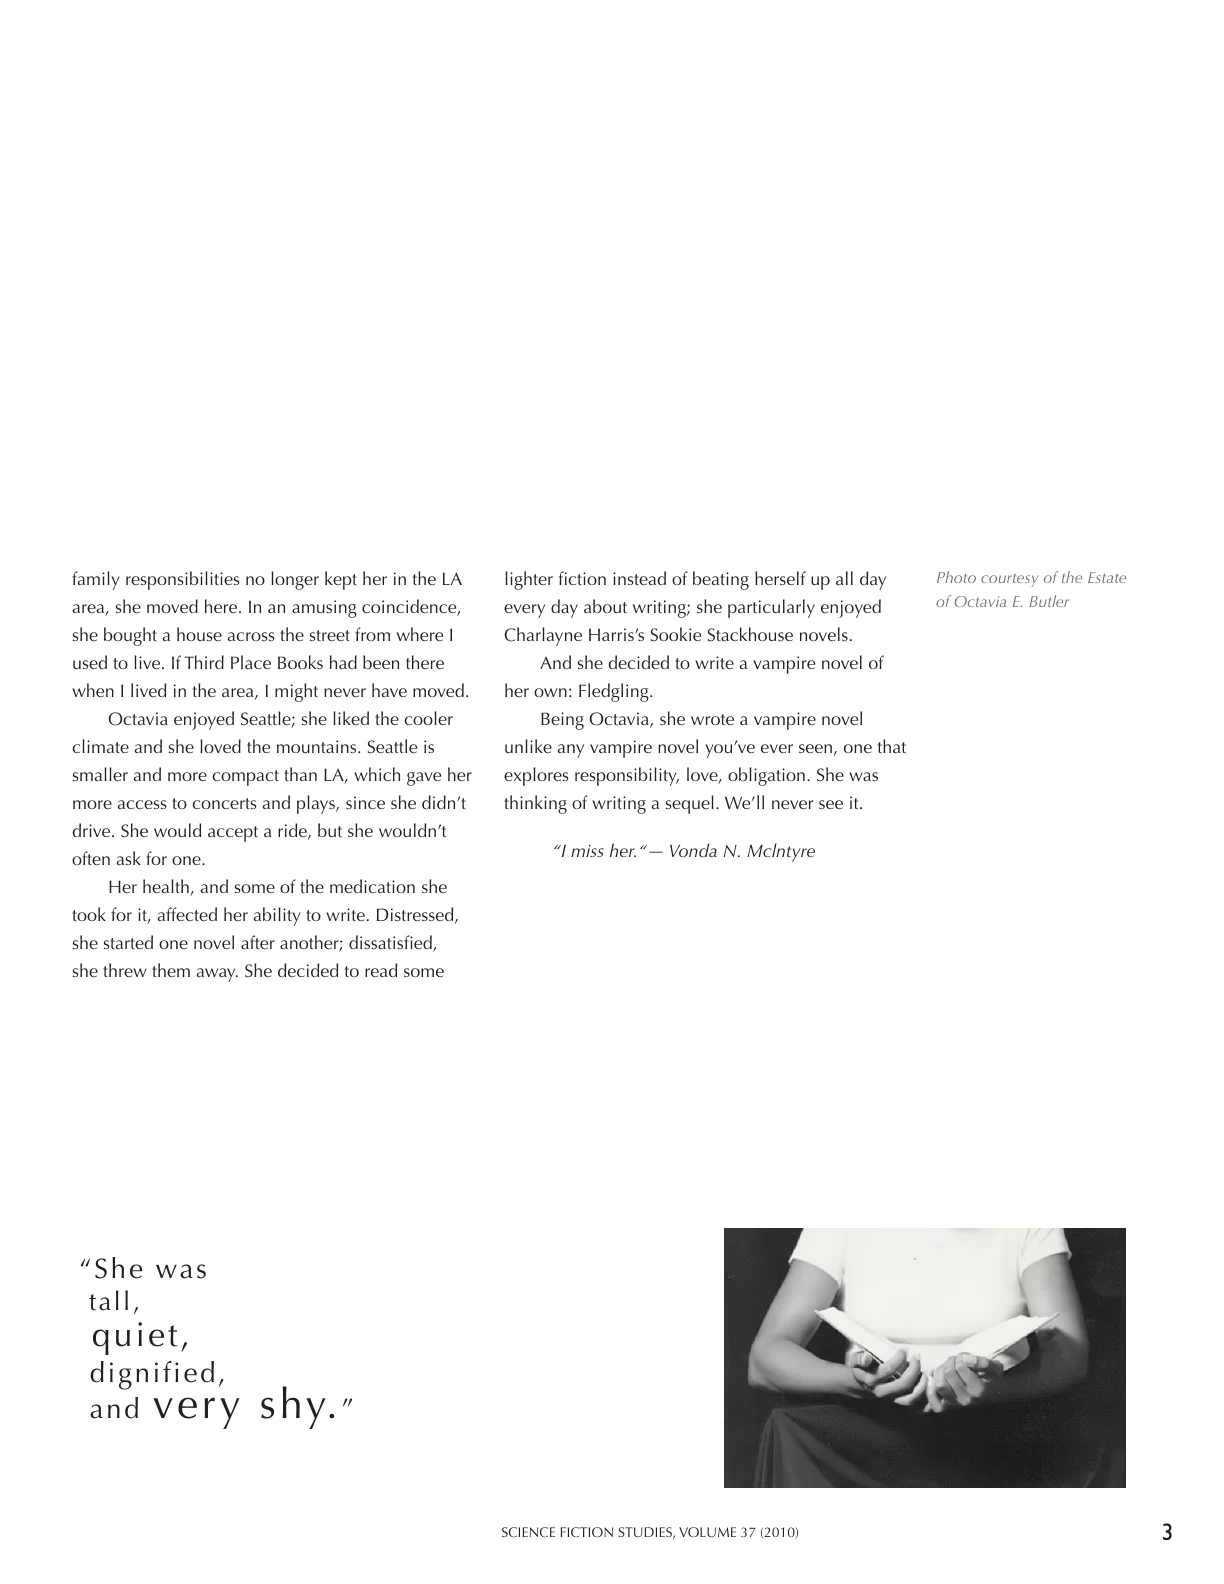 family responsibilities no longer kept her in the LA
area, she moved here. In an amusing coincidence,
she bought a house across the street from where I
used to live. If Third Place Books had been there
when I lived in the area, I might never have moved.
Octavia enjoyed Seattle; she liked the cooler
climate and she loved the mountains. Seattle is
smaller and more compact than LA, which gave her
more access to concerts and plays, since she didn’t
drive. She would accept a ride, but she wouldn’t
often ask for one.
Her health, and some of the medication she
took for it, affected her ability to write. Distressed,
she started one novel after another; dissatisfied,
she threw them away. She decided to read some
lighter fiction instead of beating herself up all day
every day about writing; she particularly enjoyed
Charlayne Harris’s Sookie Stackhouse novels.
And she decided to write a vampire novel of
her own: Fledgling.
Being Octavia, she wrote a vampire novel
unlike any vampire novel you’ve ever seen, one that
explores responsibility, love, obligation. She was
thinking of writing a sequel. We’ll never see it.
“I miss her.“— Vonda N. McIntyre
Photo courtesy of the Estate
of Octavia E. Butler
“She was
tall,
quiet,
dignified,
and very shy.”
SCIENCE FICTION STUDIES, VOLUME 37 (2010)
3